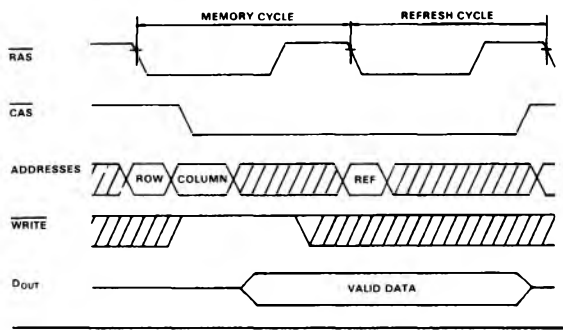 MEMORY CYCLE REFRESH CYCLE
RAS
CAS
ADDRESSES ROW COLUMN REF
WRITE
DOUT VALID DATA